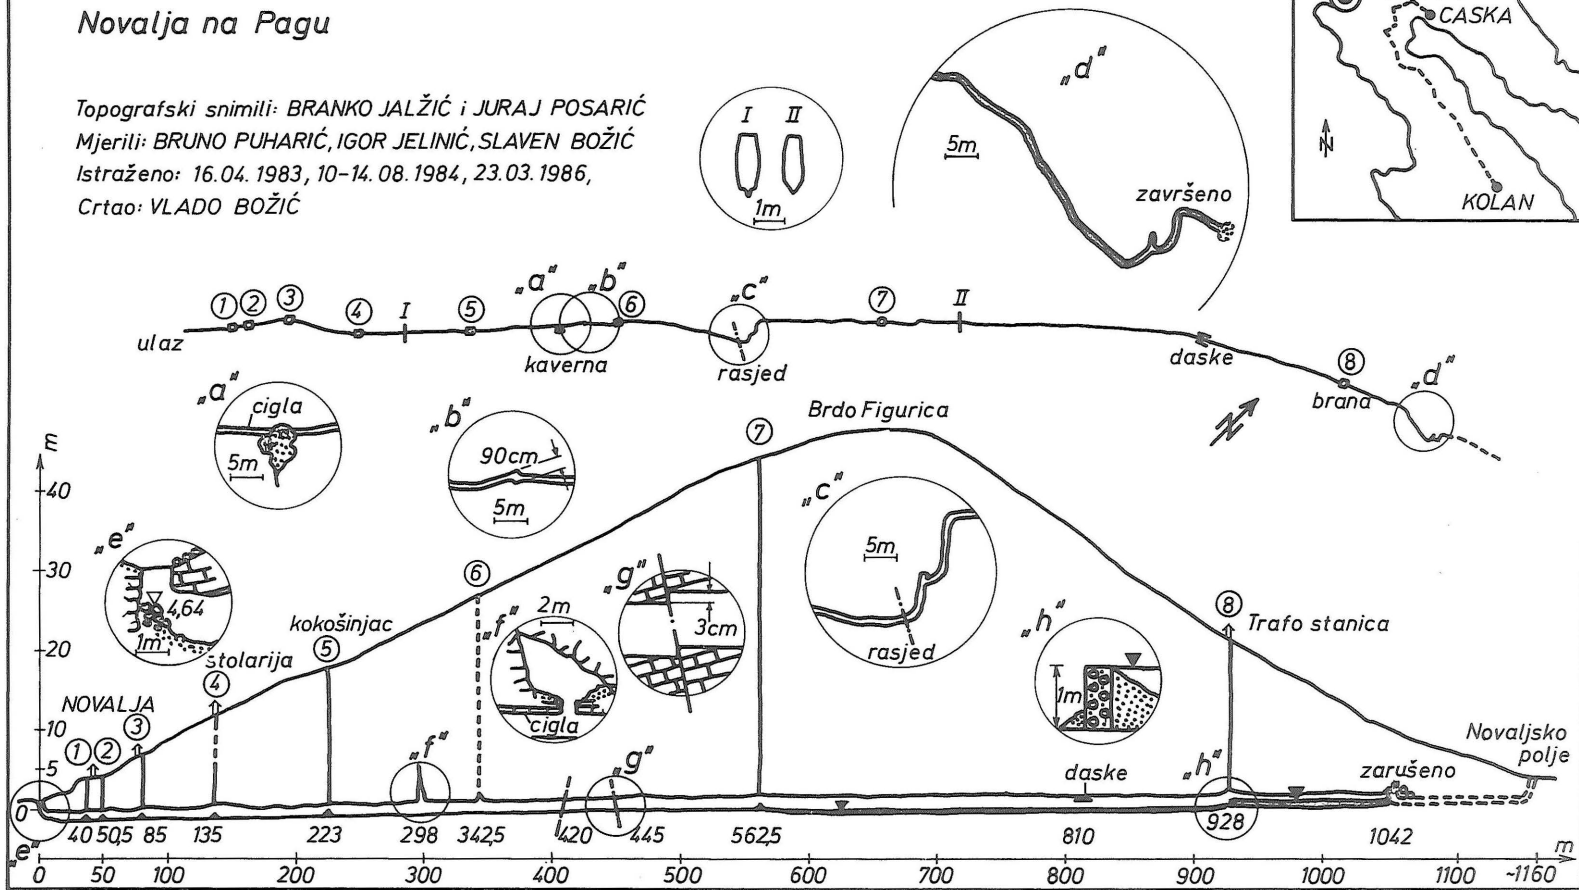 Novalja na Pagu
Topografski snimili: BRANKO JALŽIĆ i JURAJ POSARIĆ
Mjerili: BRUNO PUHARIĆ, IGOR JELINIĆ, SLAVEN BOŽIĆ
Istraženo: 16.04. 1983, 10-14. 08. 1984, 23.03. 1986,
Crtao: VLADO BOŽIĆ
I II
1m
„d"
5m
završeno
CASKA
N
KOLAN
ulaz
1 2 3 4 I 5 „a" „b" 6 „c" 7 II
kaverna
rasjed
daske
8
brana
„d"
N
„a"
cigla
5m
„b"
90cm
5m
Brdo Figurica
7
„c"
5m
rasjed
m
40
30
20
10
5
0
„e"
4,64
1m
stolarija
4
kokošinjac
5
6
„f"
2m
cigla
„g"
3cm
„h"
1m
8
Trafo stanica
NOVALJA
1 2 3
„f"
„g"
daske
„h"
zarušeno
Novaljsko
polje
„e"
40 50,5 85 135 223 298 342,5 420 445 562,5 810 928 1042
m
0 50 100 200 300 400 500 600 700 800 900 1000 1100 ~1160